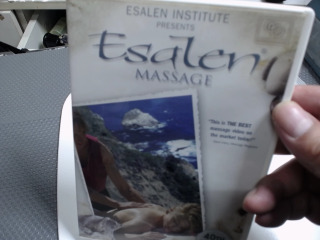 ESALEN INSTITUTE
PRESENTS
Esalen
MASSAGE
"This is THE BEST
massage video on
the market today!"